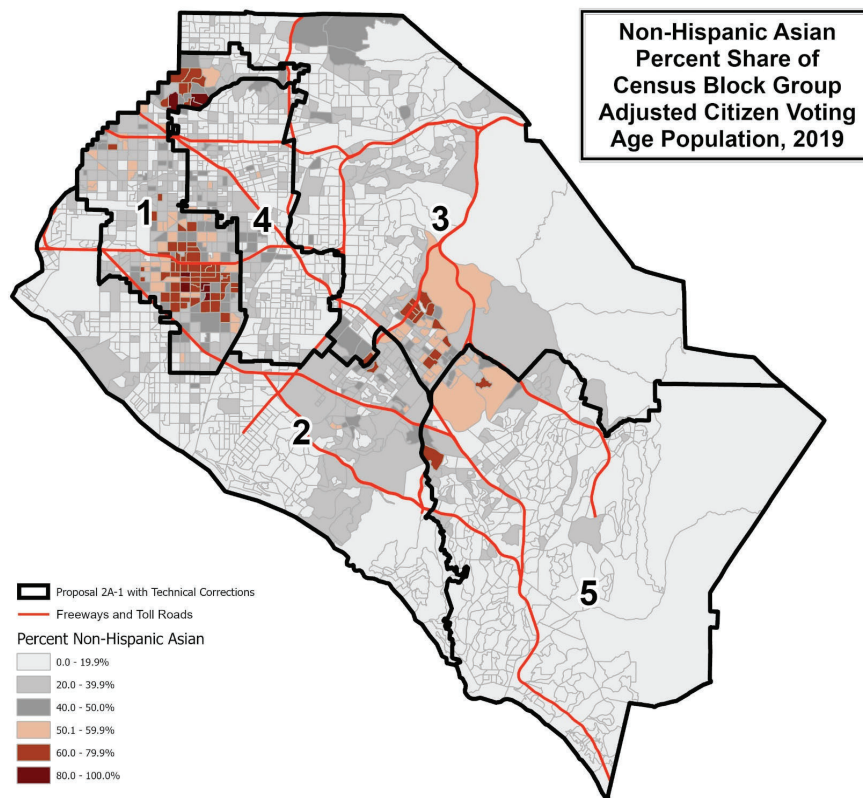 Non-Hispanic Asian
Percent Share of
Census Block Group
Adjusted Citizen Voting
Age Population, 2019
1
4
3
2
5
Proposal 2A-1 with Technical Corrections
Freeways and Toll Roads
Percent Non-Hispanic Asian
0.0 - 19.9%
20.0 - 39.9%
40.0 - 50.0%
50.1 - 59.9%
60.0 - 79.9%
80.0 - 100.0%